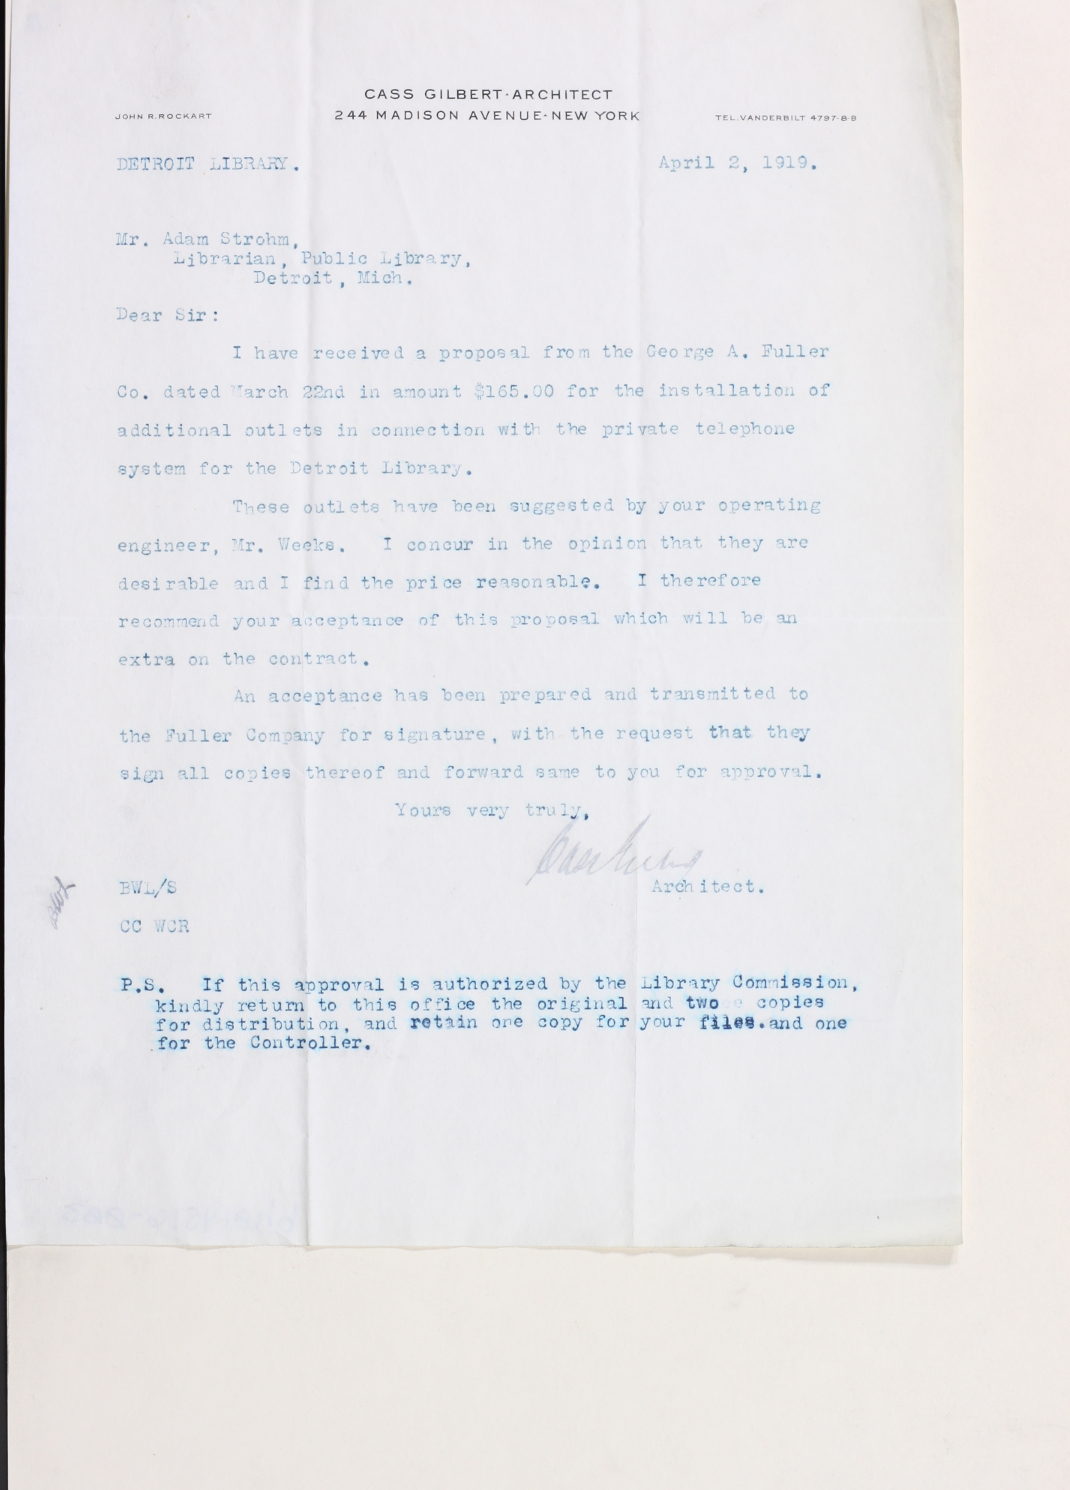 CASS GILBERT·ARCHITECT
244 MADISON AVENUE·NEW YORK
JOHN R. ROCKART
TEL. VANDERBILT 4797-8-9
DETROIT LIBRARY.
April 2, 1919.
Mr. Adam Strohm,
Librarian, Public Library,
Detroit, Mich.
Dear Sir:
I have received a proposal from the George A. Fuller
Co. dated March 22nd in amount $165.00 for the installation of
additional outlets in connection with the private telephone
system for the Detroit Library.
These outlets have been suggested by your operating
engineer, Mr. Weeks. I concur in the opinion that they are
desirable and I find the price reasonable. I therefore
recommend your acceptance of this proposal which will be an
extra on the contract.
An acceptance has been prepared and transmitted to
the Fuller Company for signature, with the request that they
sign all copies thereof and forward same to you for approval.
Yours very truly,
Cass Gilbert
BWL/S
Architect.
CC WCR
P.S. If this approval is authorized by the Library Commission,
kindly return to this office the original and two copies
for distribution, and retain one copy for your files.and one
for the Controller.